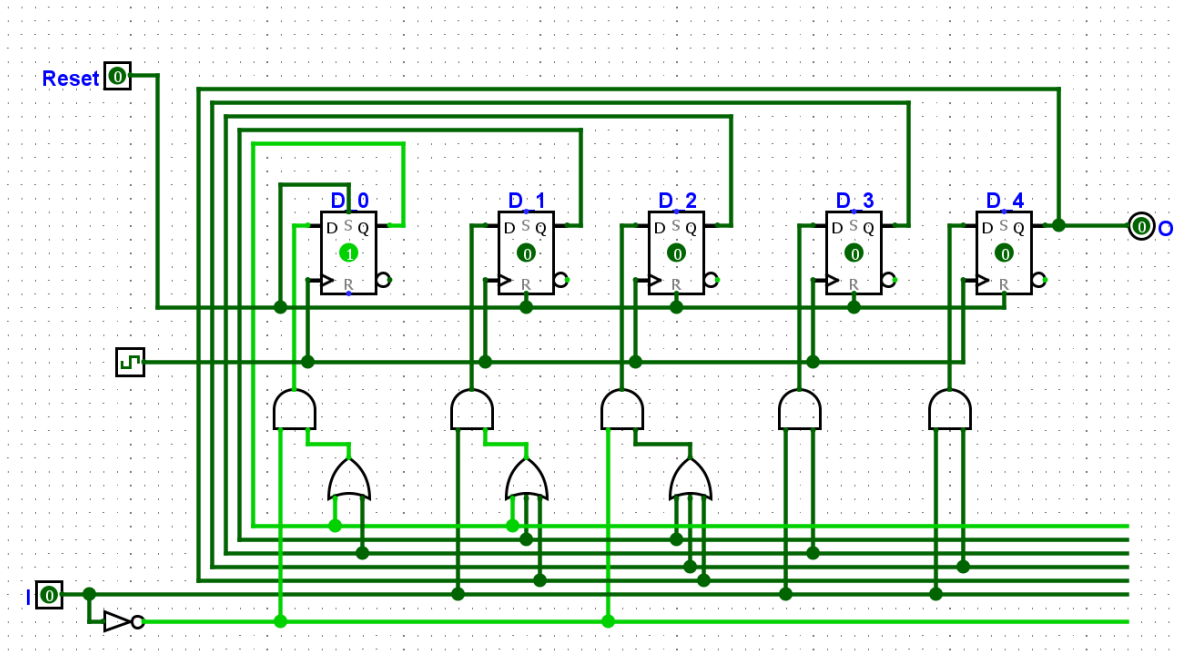 Reset 0
D_0 D_1 D_2 D_3 D_4
D S Q D S Q D S Q D S Q D S Q 0 O
1 0 0 0 0
R R R R R
I 0